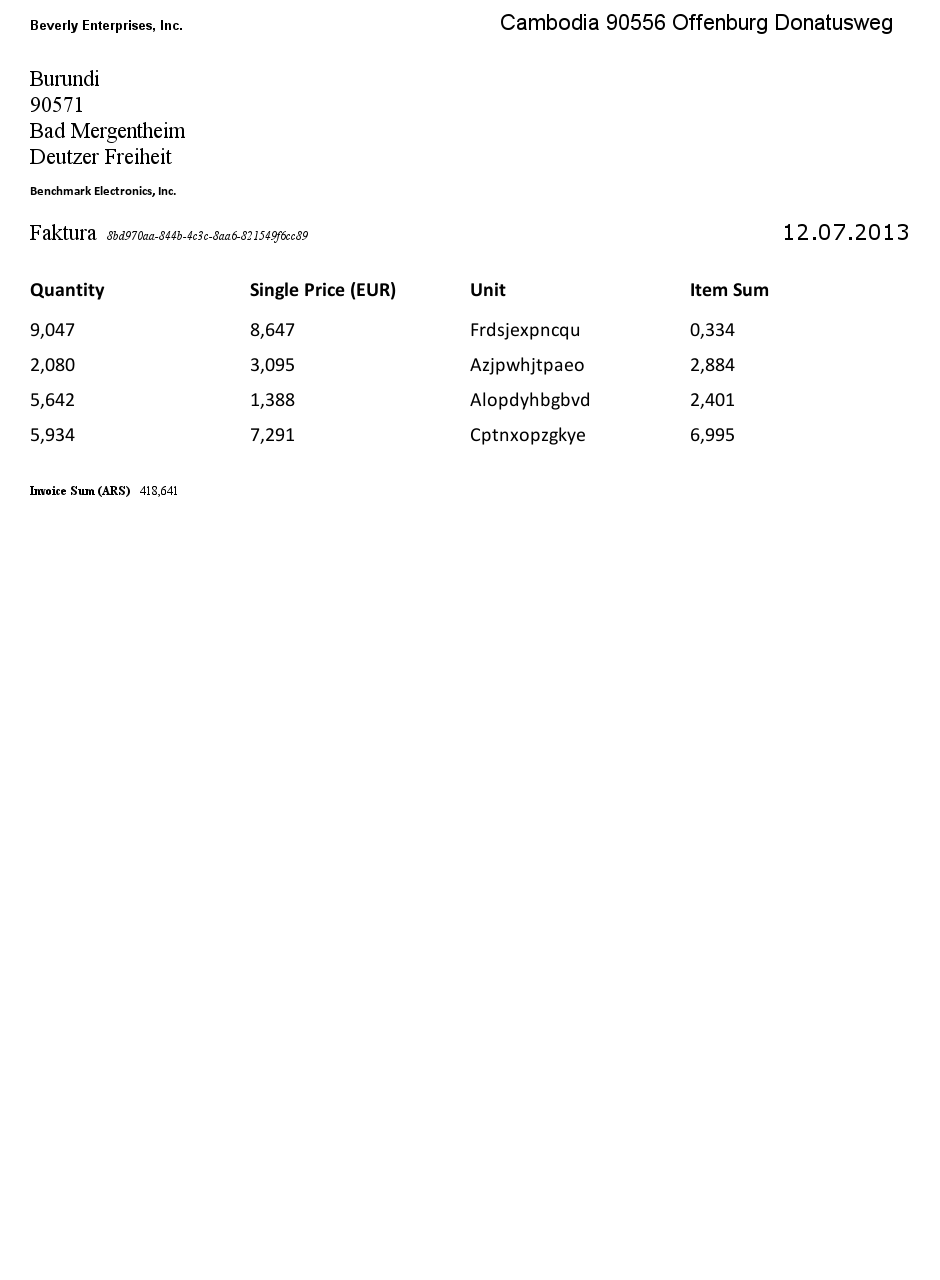 Beverly Enterprises, Inc. Cambodia 90556 Offenburg Donatusweg
Burundi
90571
Bad Mergentheim
Deutzer Freiheit
Benchmark Electronics, Inc.
Faktura 8bd970aa-844b-4c3c-8aa6-821549f6cc89 12.07.2013
Quantity Single Price (EUR) Unit Item Sum
9,047 8,647 Frdsjexpncqu 0,334
2,080 3,095 Azjpwhjtpaeo 2,884
5,642 1,388 Alopdyhbgbvd 2,401
5,934 7,291 Cptnxopzgkye 6,995
Invoice Sum (ARS) 418,641